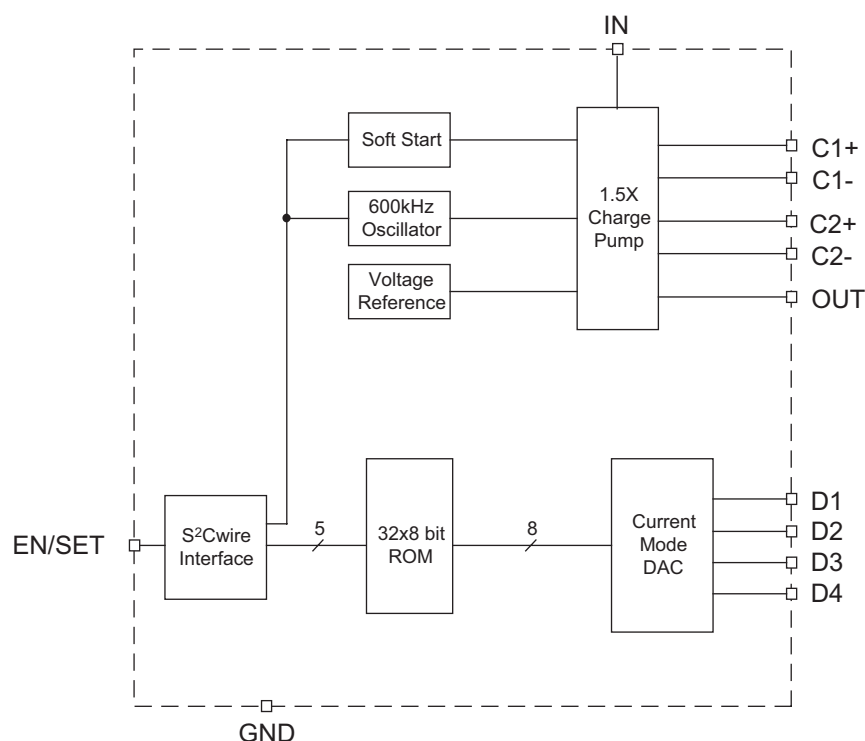 IN
Soft Start
600kHz
Oscillator
Voltage
Reference
1.5X
Charge
Pump
C1+
C1-
C2+
C2-
OUT
EN/SET
S²Cwire
Interface
5
32x8 bit
ROM
8
Current
Mode
DAC
D1
D2
D3
D4
GND